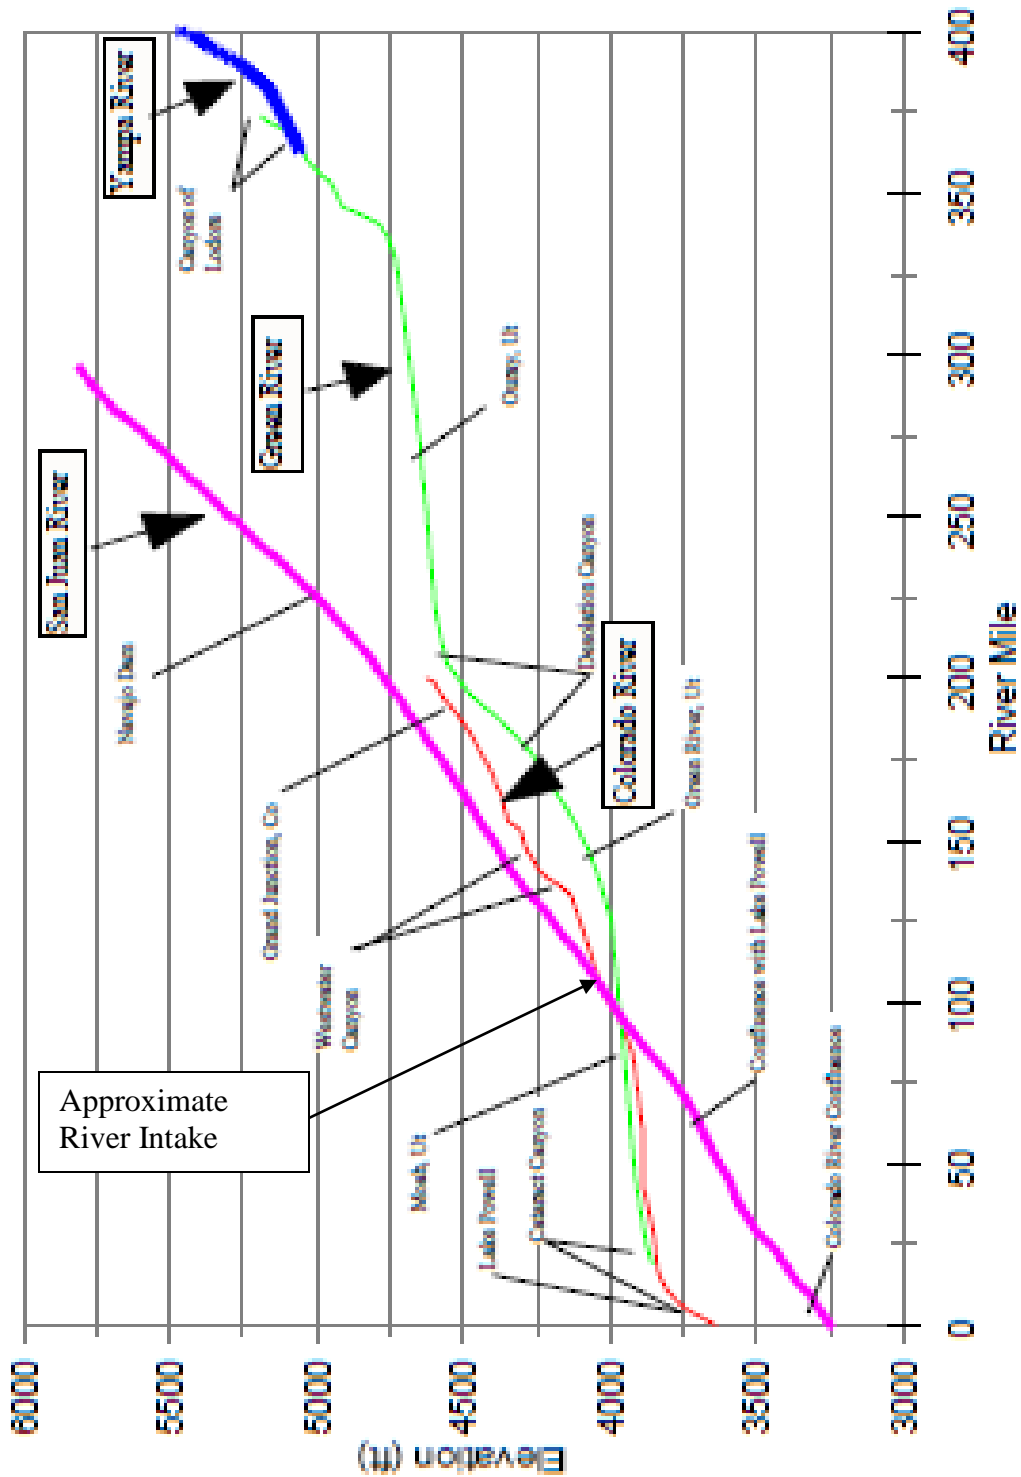 Yampa River
Canyon of
Lodore
San Juan River
Green River
Ouray, Ut
Navajo Dam
Desolation Canyon
Colorado River
Green River, Ut
Grand Junction, Co
Westwater
Canyon
Approximate
River Intake
Moab, Ut
Lake Powell
Cataract Canyon
Confluence with Lake Powell
Colorado River Confluence
6000
5500
5000
4500
4000
3500
3000
Elevation (ft)
0
50
100
150
200
250
300
350
400
River Mile